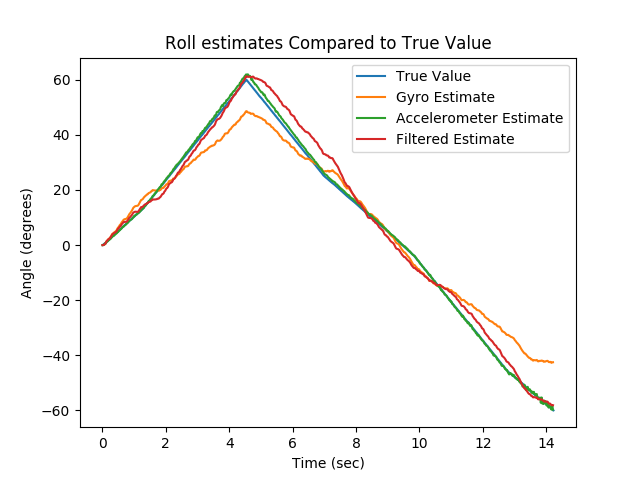 Roll estimates Compared to True Value
True Value
Gyro Estimate
Accelerometer Estimate
Filtered Estimate
Angle (degrees)
60
40
20
0
−20
−40
−60
0 2 4 6 8 10 12 14
Time (sec)